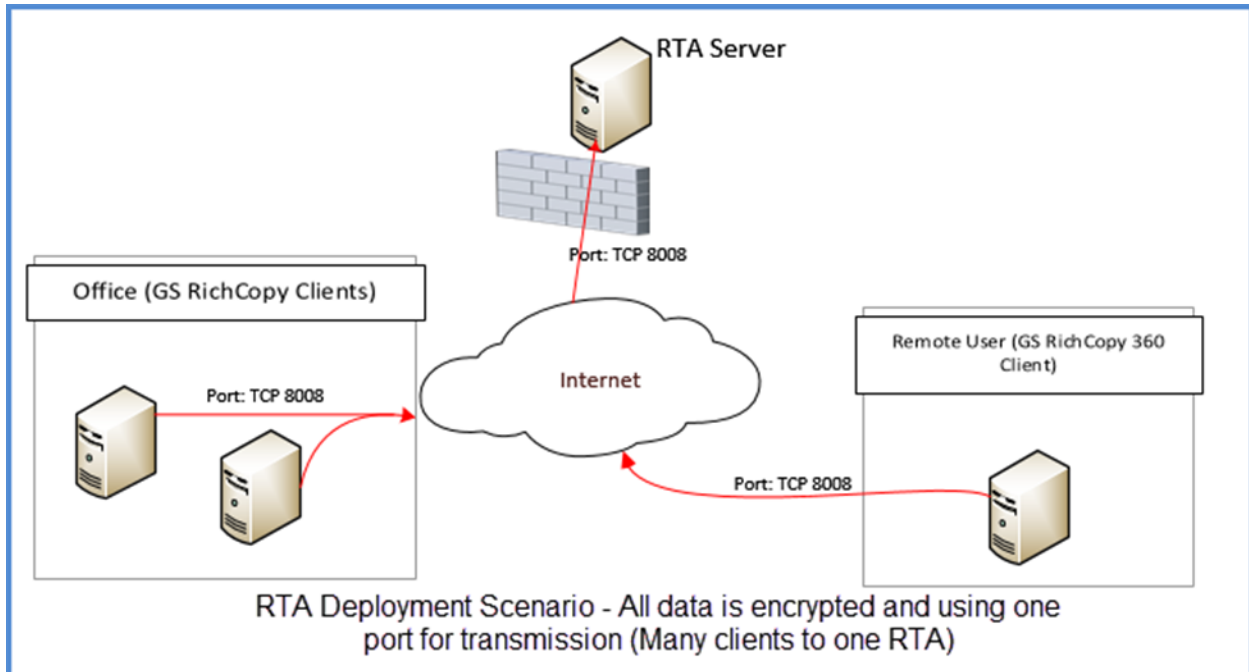 RTA Server
Port: TCP 8008
Office (GS RichCopy Clients)
Port: TCP 8008
Internet
Remote User (GS RichCopy 360
Client)
Port: TCP 8008
RTA Deployment Scenario - All data is encrypted and using one
port for transmission (Many clients to one RTA)